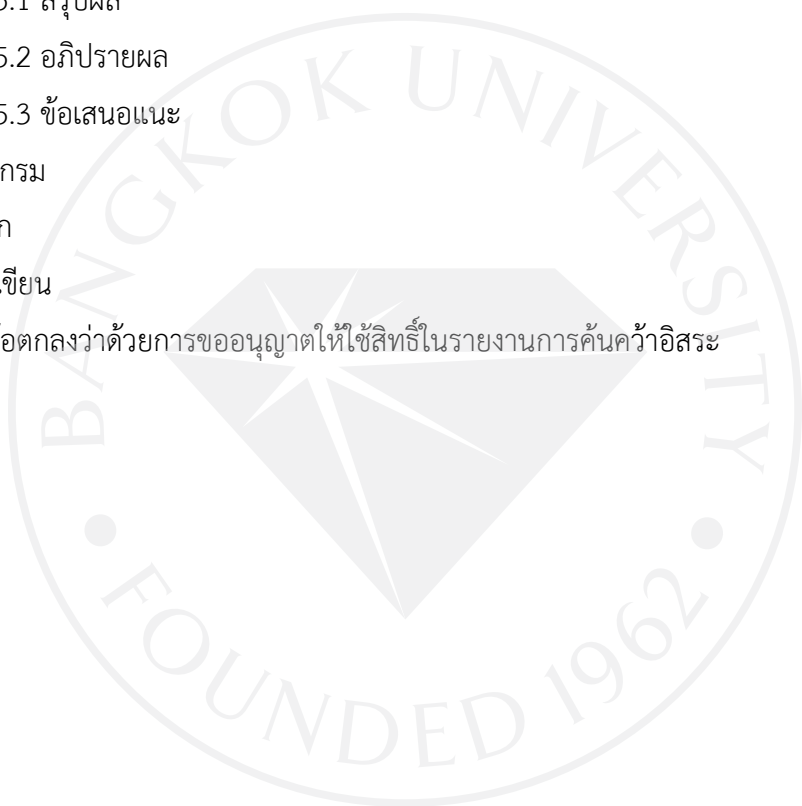 5.1 สรุปผล
5.2 อภิปรายผล
5.3 ข้อเสนอแนะ
กรม
ก
เขียน
้อตกลงว่าด้วยการขออนุญาตให้ใช้สิทธิ์ในรายงานการค้นคว้าอิสระ
BANGKOK UNIVERSITY
FOUNDED 1962